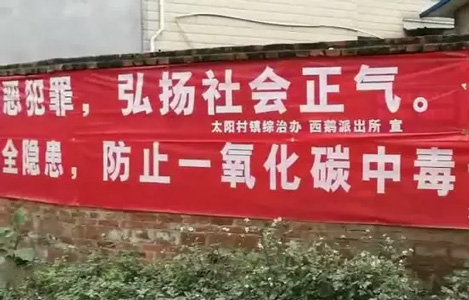 恶犯罪，弘扬社会正气。
太阳村镇综治办 西鹅派出所 宣
全隐患，防止一氧化碳中毒